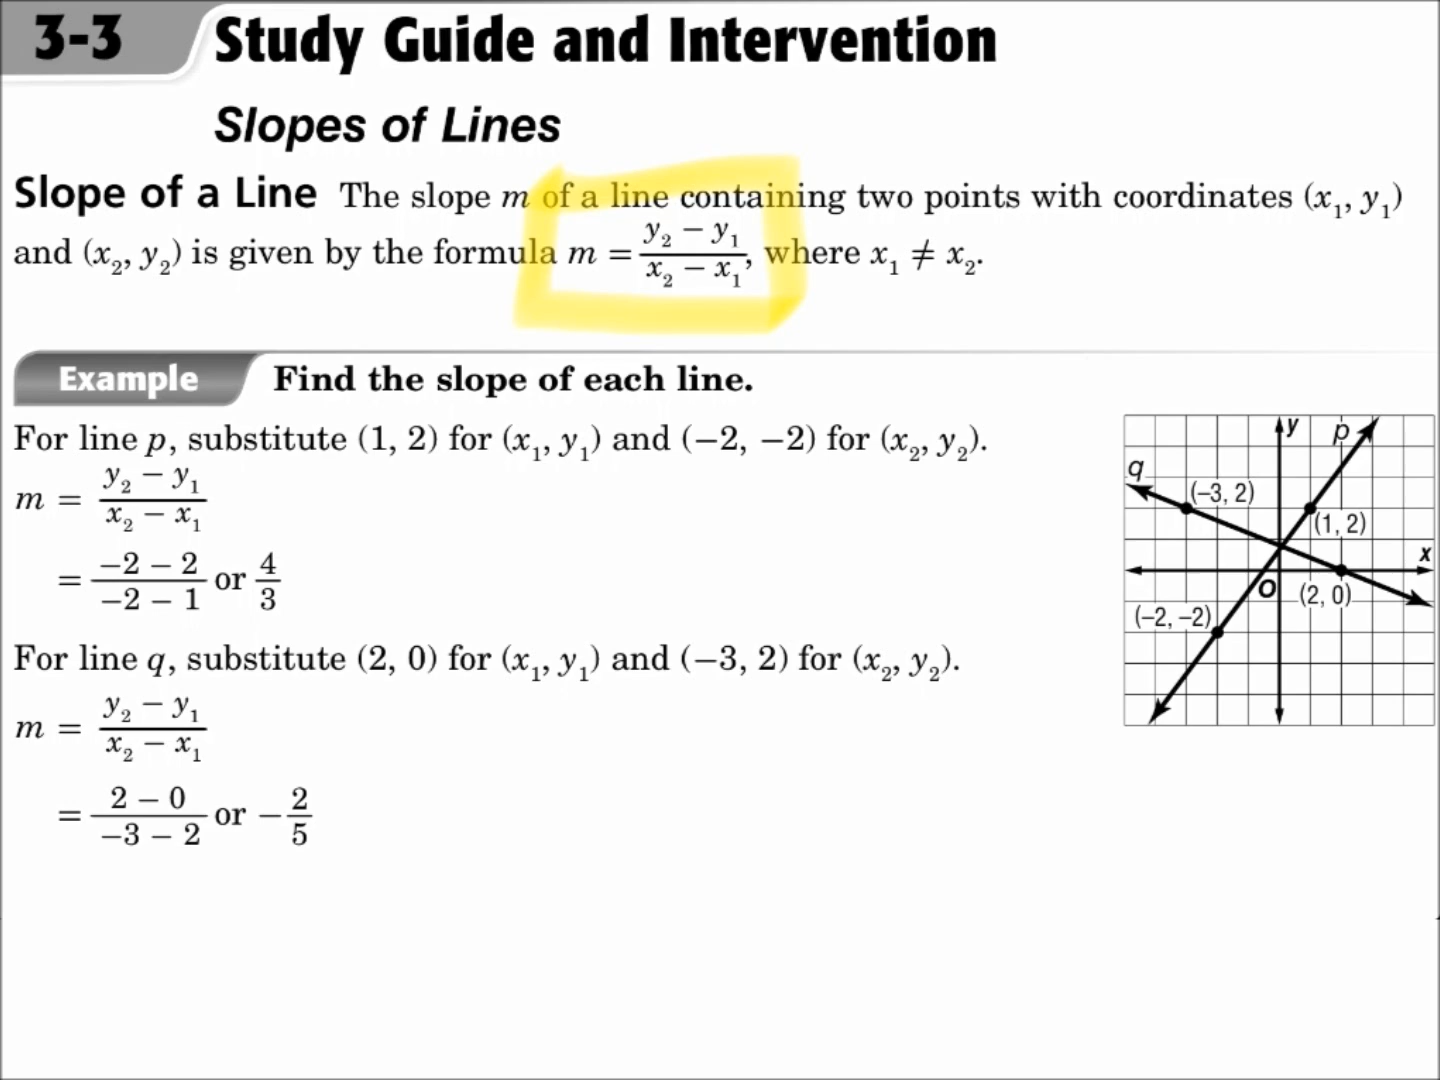 3-3 Study Guide and Intervention
Slopes of Lines
Slope of a Line The slope m of a line containing two points with coordinates (x₁, y₁)
and (x₂, y₂) is given by the formula m = (y₂ − y₁)/(x₂ − x₁), where x₁ ≠ x₂.
Example Find the slope of each line.
For line p, substitute (1, 2) for (x₁, y₁) and (−2, −2) for (x₂, y₂).
m = (y₂ − y₁)/(x₂ − x₁)
= (−2 − 2)/(−2 − 1) or 4/3
For line q, substitute (2, 0) for (x₁, y₁) and (−3, 2) for (x₂, y₂).
m = (y₂ − y₁)/(x₂ − x₁)
= (2 − 0)/(−3 − 2) or −2/5
y
p
q
(−3, 2)
(1, 2)
x
O
(2, 0)
(−2, −2)